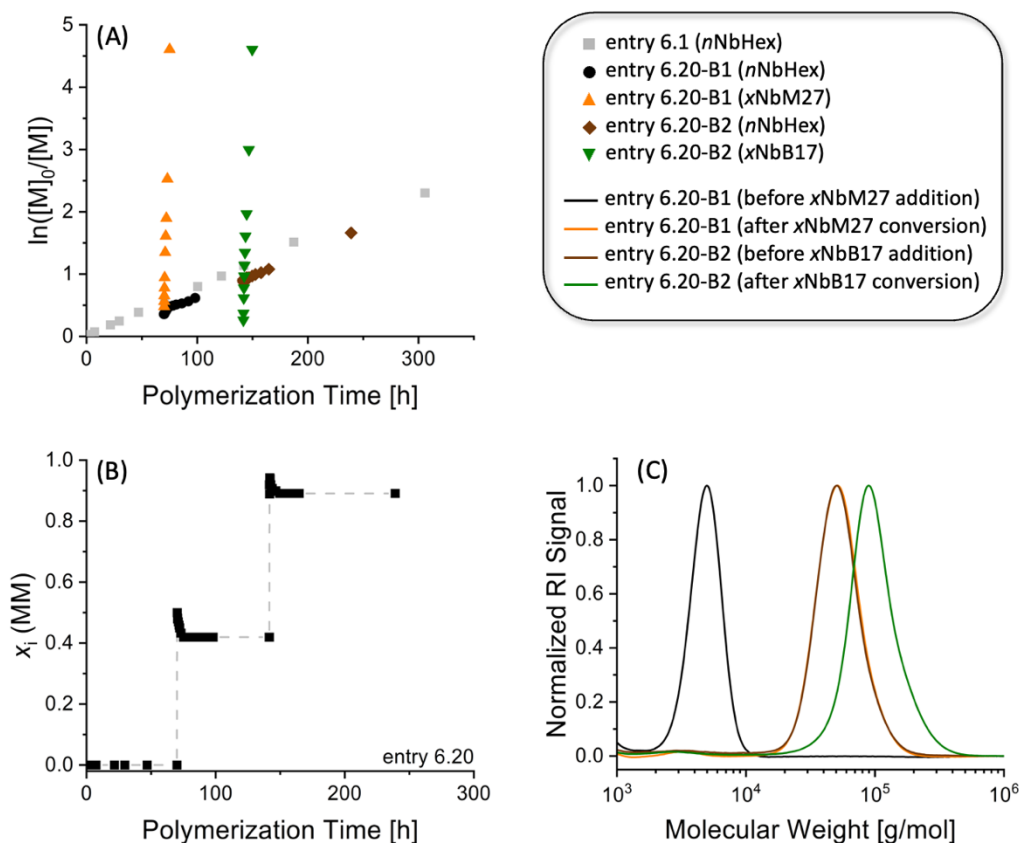 (A)
ln([M]₀/[M])
5
4
3
2
1
0
0 100 200 300
Polymerization Time [h]
entry 6.1 (nNbHex)
entry 6.20-B1 (nNbHex)
entry 6.20-B1 (xNbM27)
entry 6.20-B2 (nNbHex)
entry 6.20-B2 (xNbB17)
entry 6.20-B1 (before xNbM27 addition)
entry 6.20-B1 (after xNbM27 conversion)
entry 6.20-B2 (before xNbB17 addition)
entry 6.20-B2 (after xNbB17 conversion)
(B)
xᵢ (MM)
1.0
0.8
0.6
0.4
0.2
0.0
entry 6.20
0 100 200 300
Polymerization Time [h]
(C)
Normalized RI Signal
1.0
0.8
0.6
0.4
0.2
0.0
10³ 10⁴ 10⁵ 10⁶
Molecular Weight [g/mol]